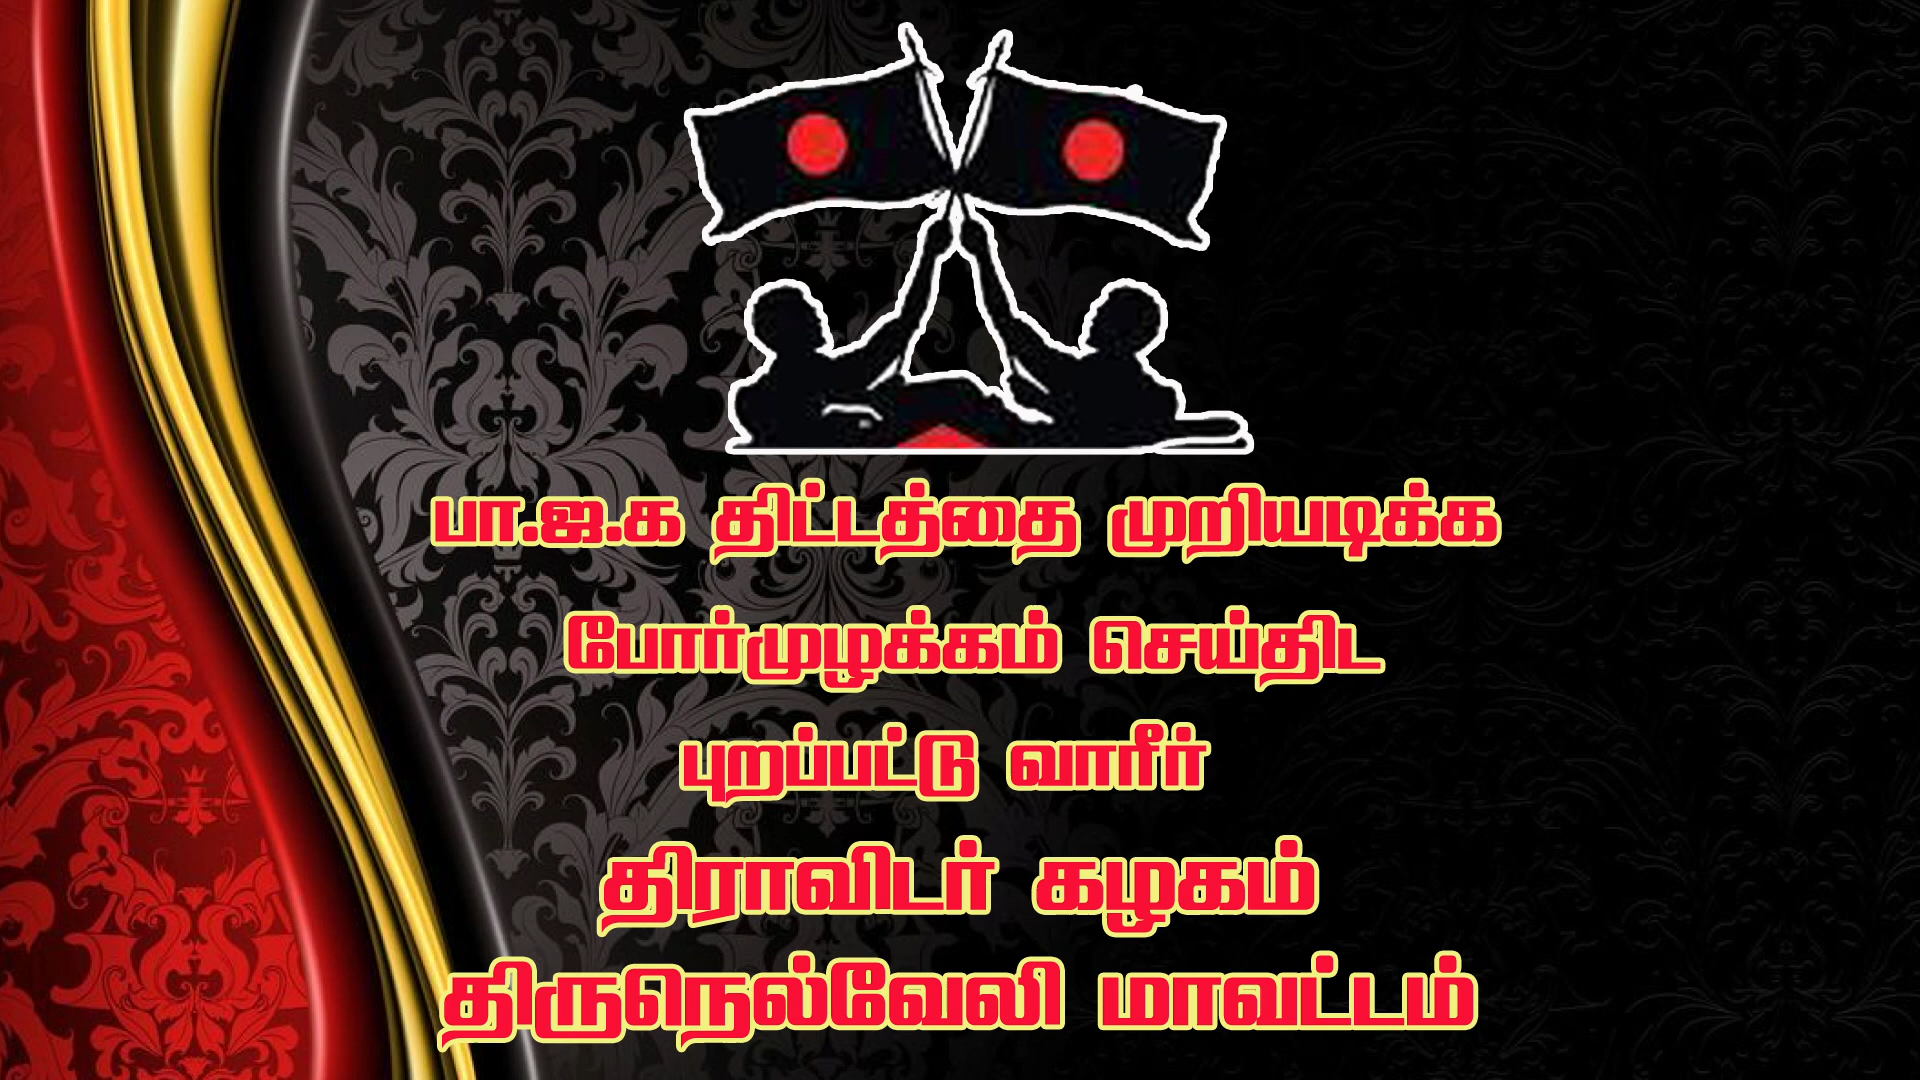 பா.ஜ.க திட்டத்தை முறியடிக்க
போர்முழக்கம் செய்திட
புறப்பட்டு வாரீர்
திராவிடர் கழகம்
திருநெல்வேலி மாவட்டம்